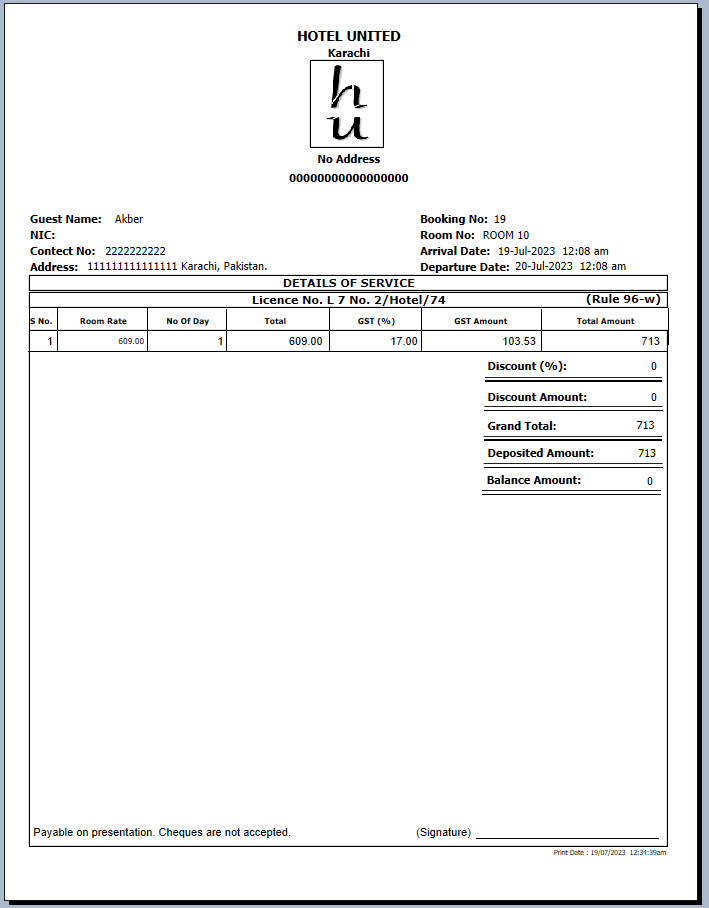 HOTEL UNITED
Karachi
hu
No Address
00000000000000000
Guest Name: Akber
Booking No: 19
NIC:
Room No: ROOM 10
Contect No: 2222222222
Arrival Date: 19-Jul-2023 12:08 am
Address: 111111111111111 Karachi, Pakistan.
Departure Date: 20-Jul-2023 12:08 am
DETAILS OF SERVICE
Licence No. L 7 No. 2/Hotel/74 (Rule 96-w)
S No. Room Rate No Of Day Total GST (%) GST Amount Total Amount
1 609.00 1 609.00 17.00 103.53 713
Discount (%): 0
Discount Amount: 0
Grand Total: 713
Deposited Amount: 713
Balance Amount: 0
Payable on presentation. Cheques are not accepted. (Signature)
Print Date : 19/07/2023 12:34:39am